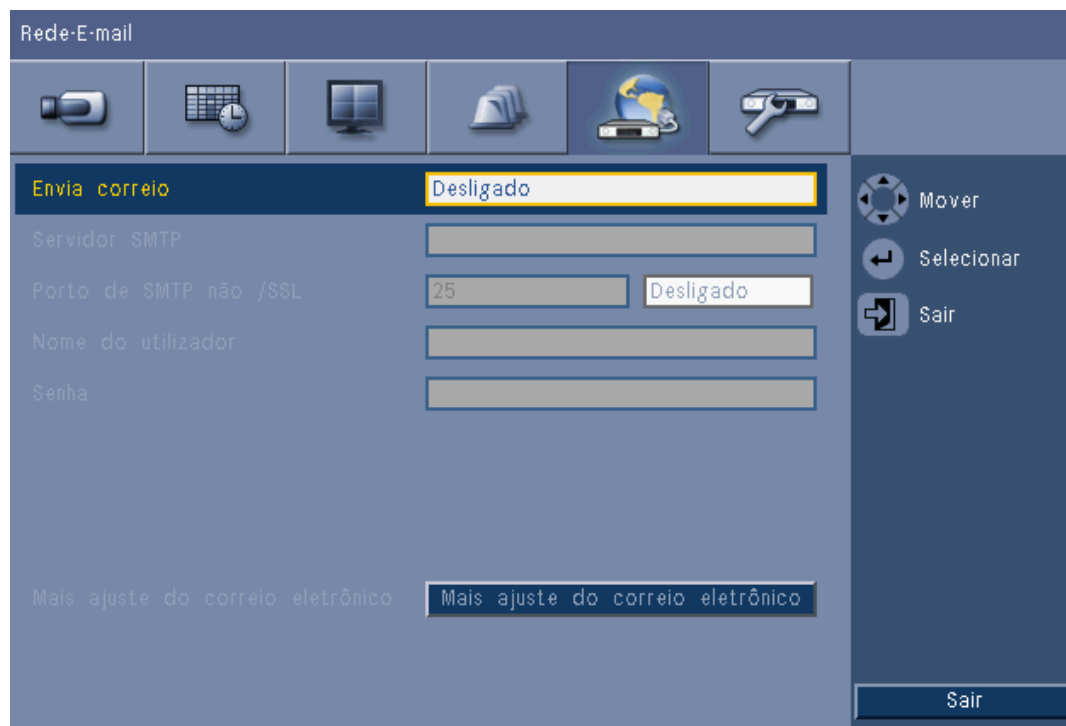 Rede-E-mail
Envia correio Desligado
Servidor SMTP
Porto de SMTP não /SSL 25 Desligado
Nome do utilizador
Senha
Mais ajuste do correio eletrônico Mais ajuste do correio eletrônico
Mover
Selecionar
Sair
Sair